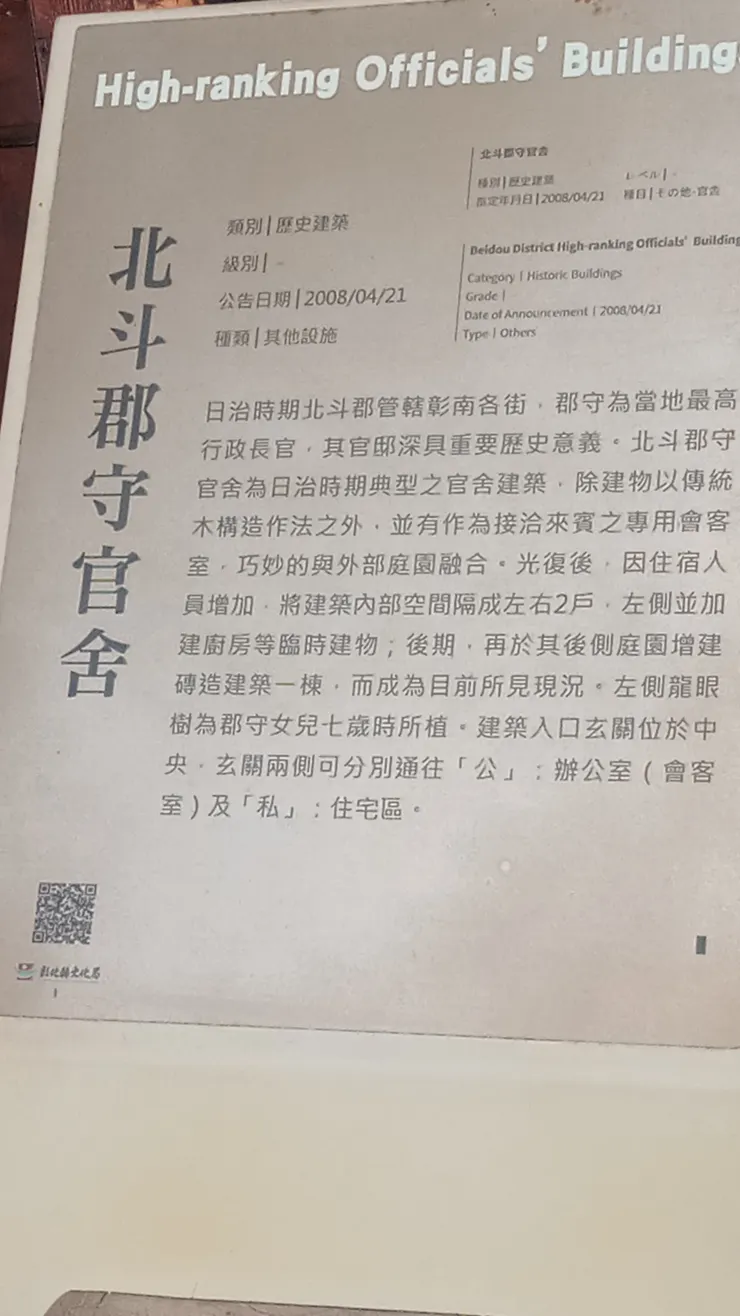 High-ranking Officials' Building
北斗郡守官舍
類別|歷史建築
級別|-
公告日期|2008/04/21
種類|其他設施
北斗郡守官舎
種別|歴史建築
レベル|-
指定年月日|2008/04/21
種目|その他-官舎
Beidou District High-ranking Officials' Building
Category | Historic Buildings
Grade |
Date of Announcement | 2008/04/21
Type | Others
日治時期北斗郡管轄彰南各街，郡守為當地最高
行政長官，其官邸深具重要歷史意義。北斗郡守
官舍為日治時期典型之官舍建築，除建物以傳統
木構造作法之外，並有作為接洽來賓之專用會客
室，巧妙的與外部庭園融合。光復後，因住宿人
員增加，將建築內部空間隔成左右2戶，左側並加
建廚房等臨時建物；後期，再於其後側庭園增建
磚造建築一棟，而成為目前所見現況。左側龍眼
樹為郡守女兒七歲時所植。建築入口玄關位於中
央，玄關兩側可分別通往「公」：辦公室（會客
室）及「私」：住宅區。
彰化縣文化局